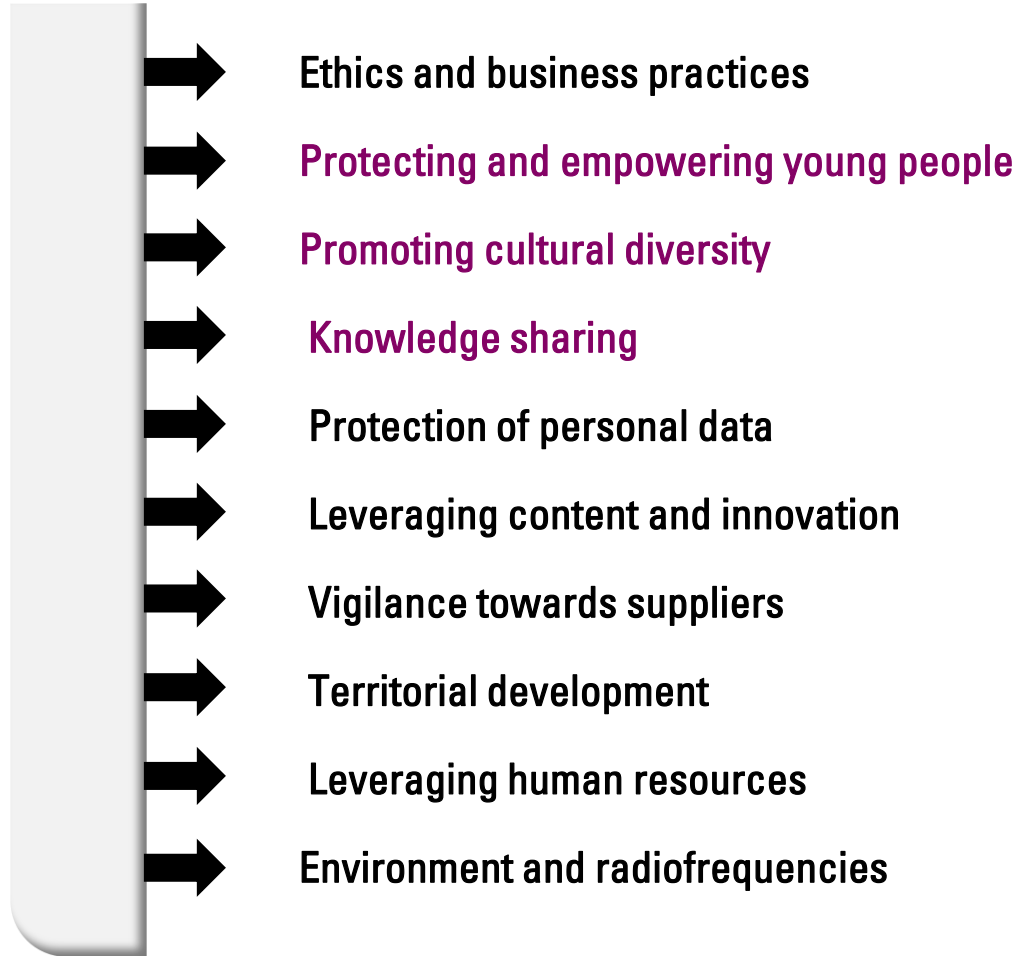 Ethics and business practices
Protecting and empowering young people
Promoting cultural diversity
Knowledge sharing
Protection of personal data
Leveraging content and innovation
Vigilance towards suppliers
Territorial development
Leveraging human resources
Environment and radiofrequencies